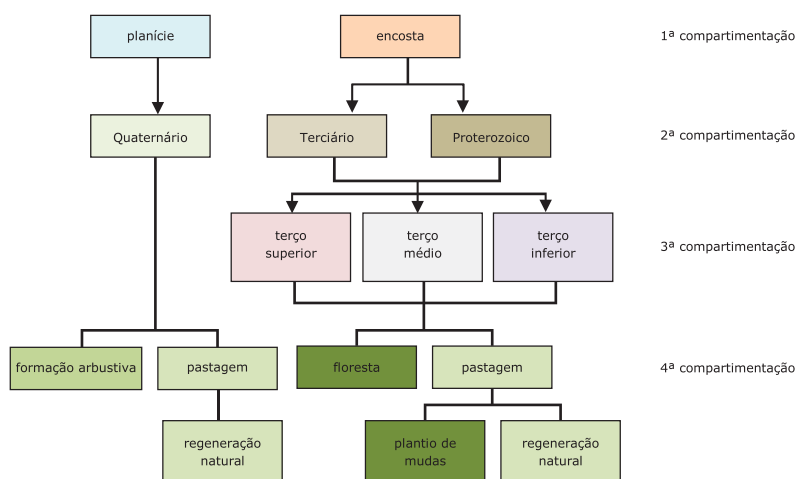 planície
encosta
1ª compartimentação
Quaternário
Terciário
Proterozoico
2ª compartimentação
terço
superior
terço
médio
terço
inferior
3ª compartimentação
formação arbustiva
pastagem
floresta
pastagem
4ª compartimentação
regeneração
natural
plantio de
mudas
regeneração
natural